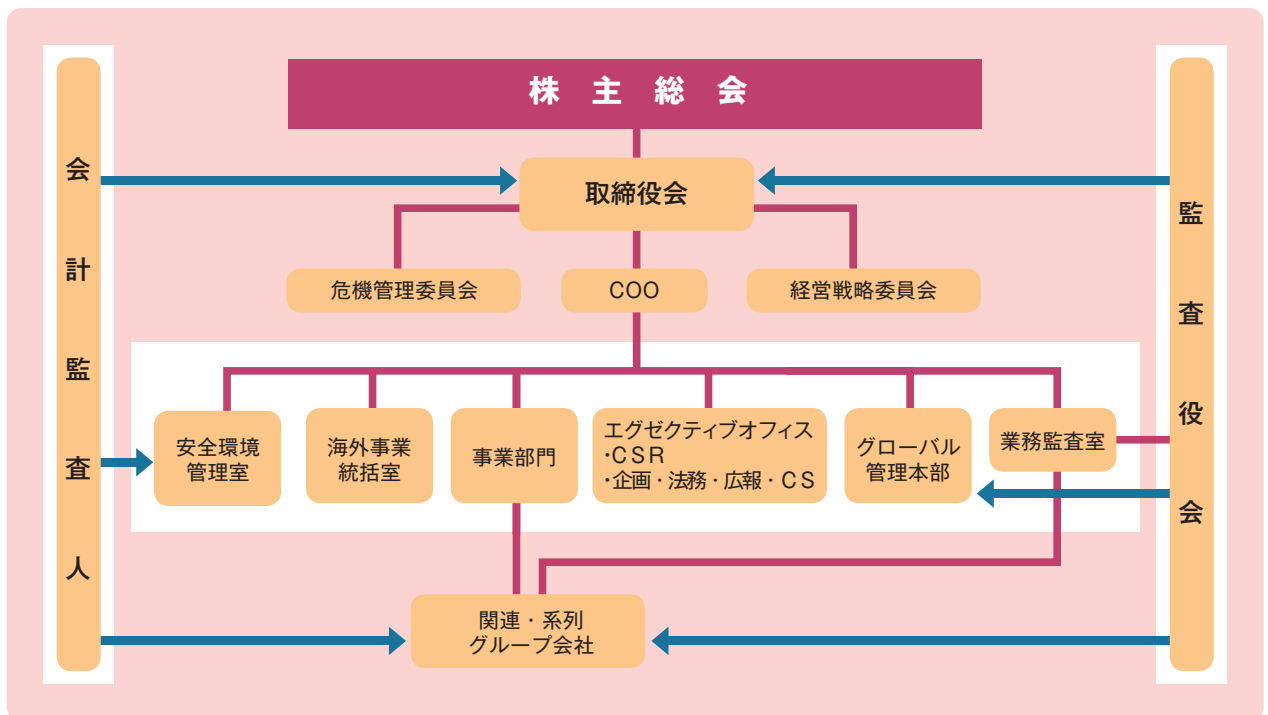 株主総会
会計監査人
監査役会
取締役会
危機管理委員会
COO
経営戦略委員会
安全環境
管理室
海外事業
統括室
事業部門
エグゼクティブオフィス
・CSR
・企画・法務・広報・CS
グローバル
管理本部
業務監査室
関連・系列
グループ会社